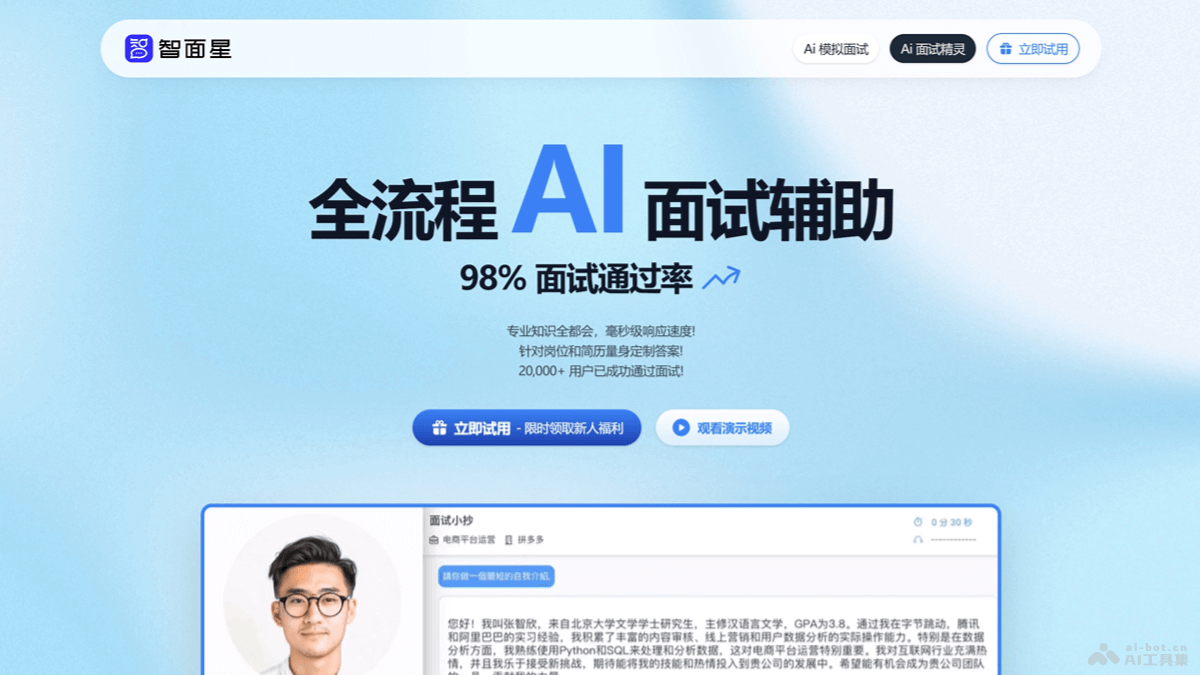 智面星
Ai 模拟面试
Ai 面试精灵
立即试用
全流程 AI 面试辅助
98% 面试通过率
专业知识全都会，毫秒级响应速度!
针对岗位和简历量身定制答案!
20,000+ 用户已成功通过面试!
立即试用 - 限时领取新人福利
观看演示视频
面试小抄
0 分 30 秒
电商平台运营 拼多多
請你做一個簡短的自我介紹,
您好！我叫张智欣，来自北京大学文学学士研究生，主修汉语言文学，GPA为3.8。通过我在字节跳动，腾讯
和阿里巴巴的实习经验，我积累了丰富的内容审核、线上营销和用户数据分析的实际操作能力。特别是在数据
分析方面，我熟练使用Python和SQL来处理和分析数据，这对电商平台运营特别重要。我对互联网行业充满热
情，并且我乐于接受新挑战，期待能将我的技能和热情投入到贵公司的发展中。希望能有机会成为贵公司团队
ai-bot.cn
AI工具集